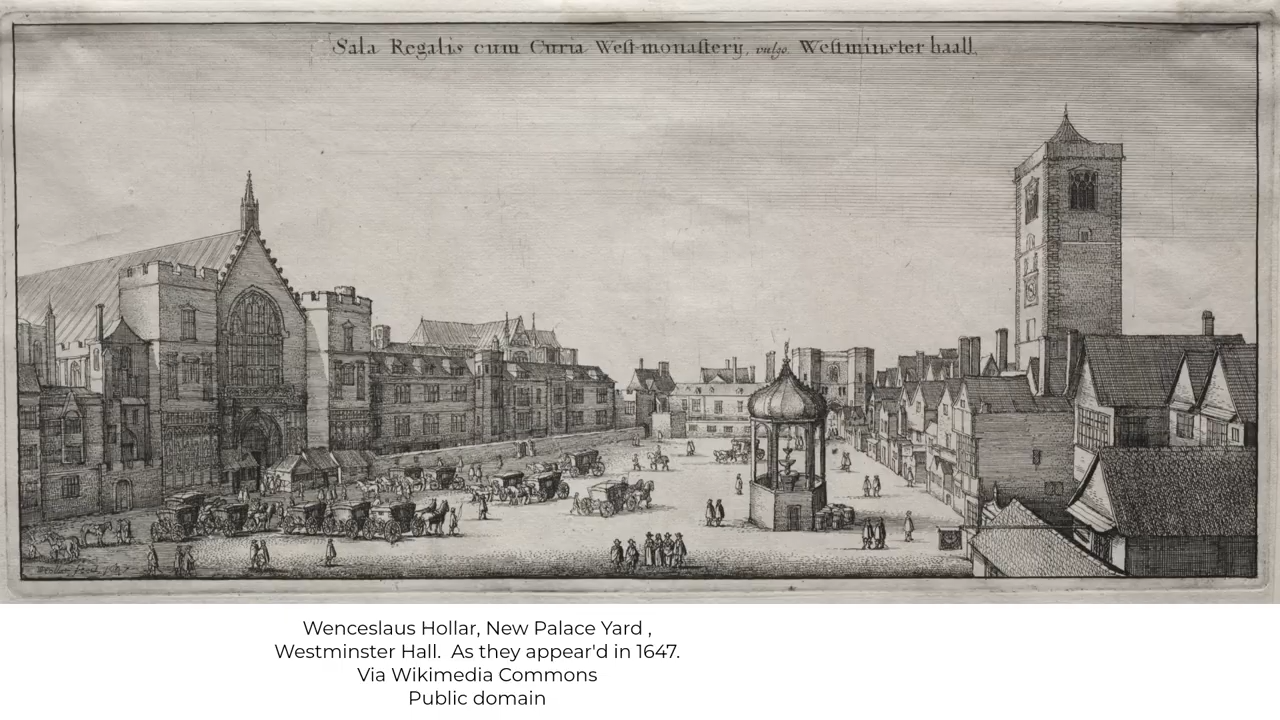 Sala Regalis cum Curia West-monastery, vulgo Westminster haall.
Wenceslaus Hollar, New Palace Yard ,
Westminster Hall. As they appear'd in 1647.
Via Wikimedia Commons
Public domain